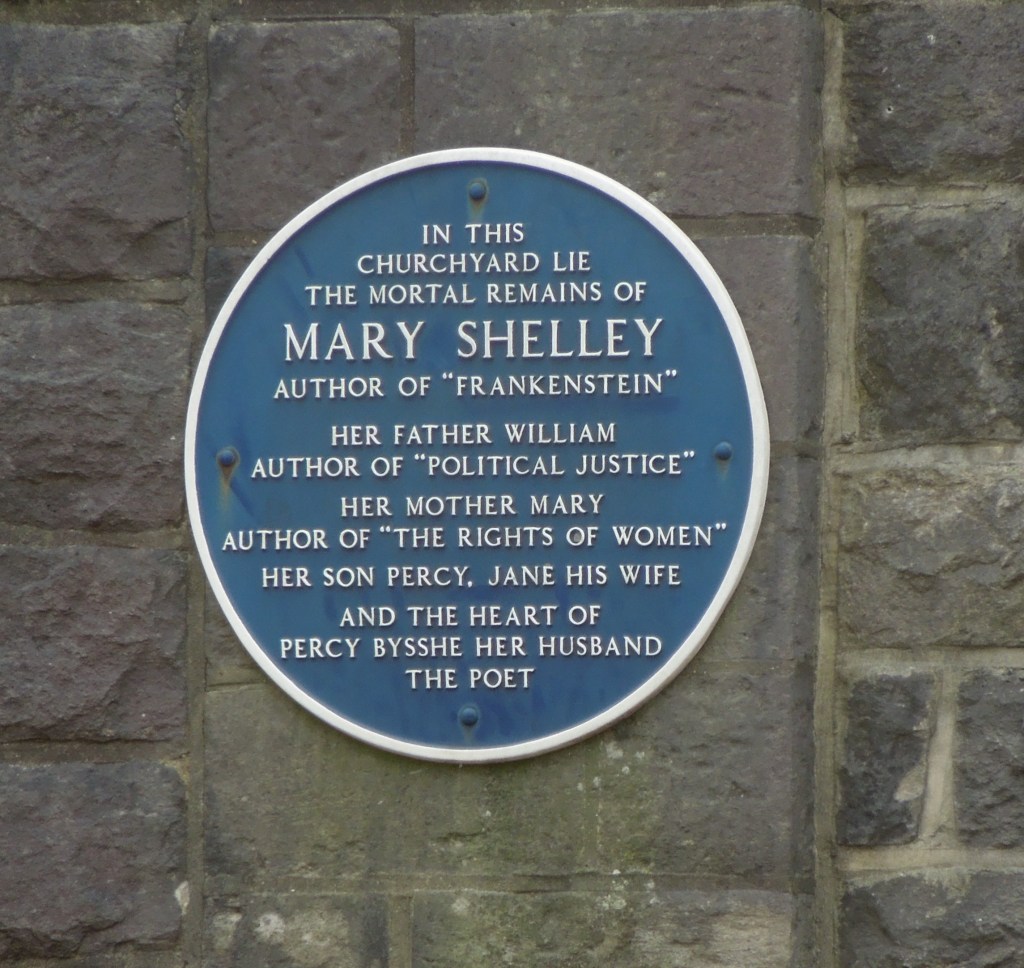 IN THIS
CHURCHYARD LIE
THE MORTAL REMAINS OF
MARY SHELLEY
AUTHOR OF "FRANKENSTEIN"
HER FATHER WILLIAM
AUTHOR OF "POLITICAL JUSTICE"
HER MOTHER MARY
AUTHOR OF "THE RIGHTS OF WOMEN"
HER SON PERCY, JANE HIS WIFE
AND THE HEART OF
PERCY BYSSHE HER HUSBAND
THE POET